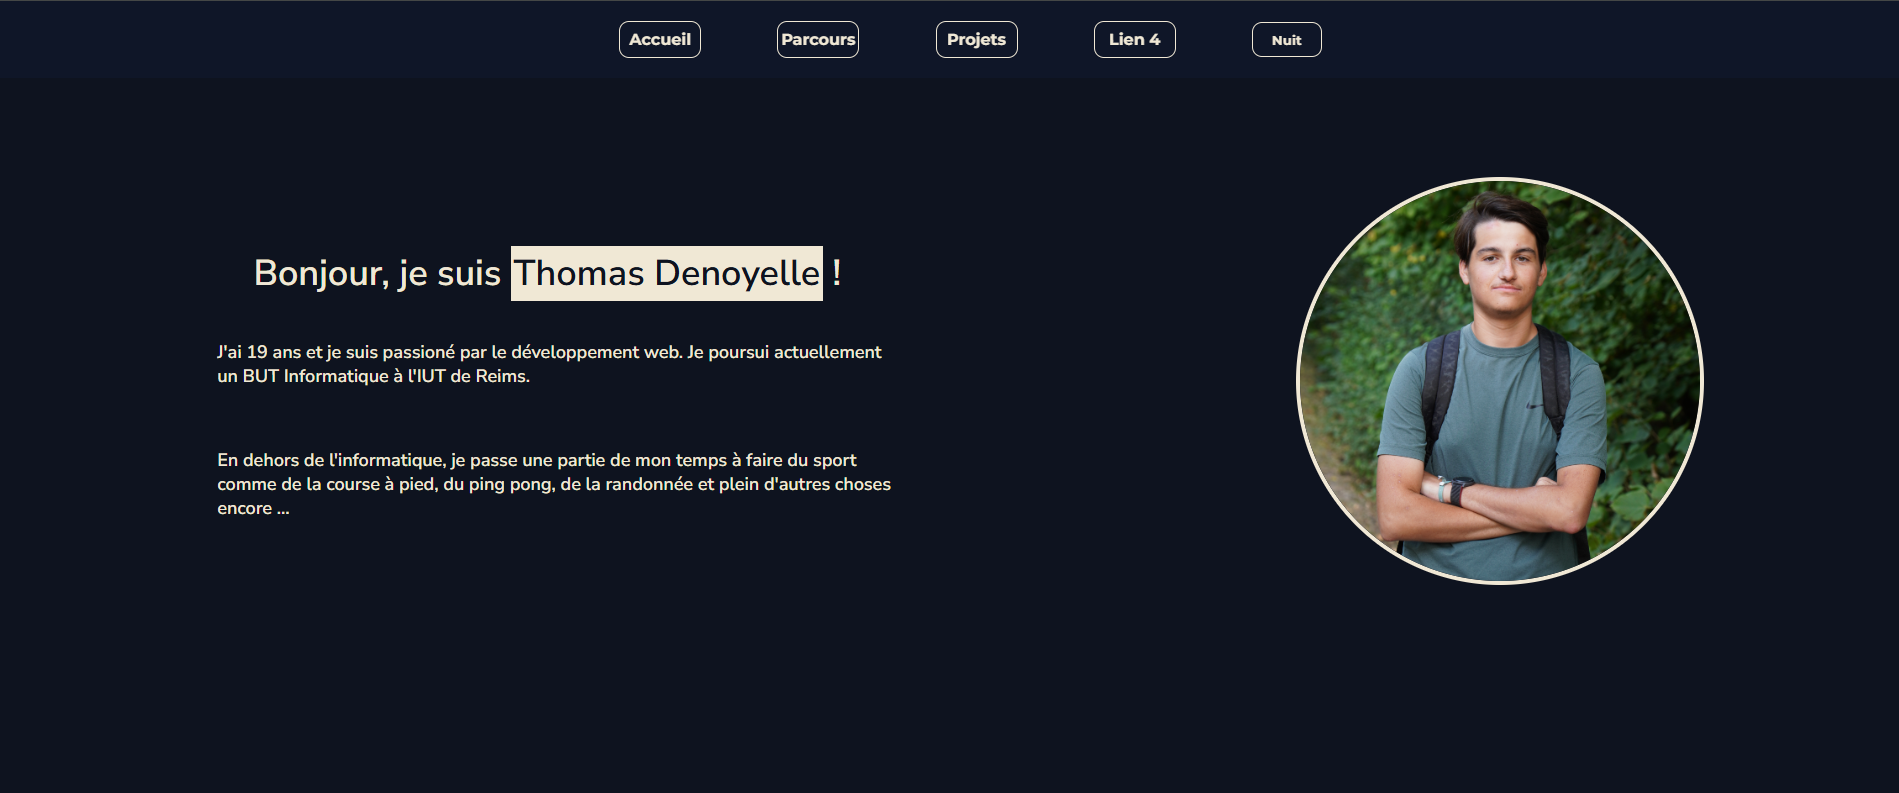 Accueil Parcours Projets Lien 4 Nuit
Bonjour, je suis Thomas Denoyelle !
J'ai 19 ans et je suis passioné par le développement web. Je poursui actuellement
un BUT Informatique à l'IUT de Reims.
En dehors de l'informatique, je passe une partie de mon temps à faire du sport
comme de la course à pied, du ping pong, de la randonnée et plein d'autres choses
encore ...